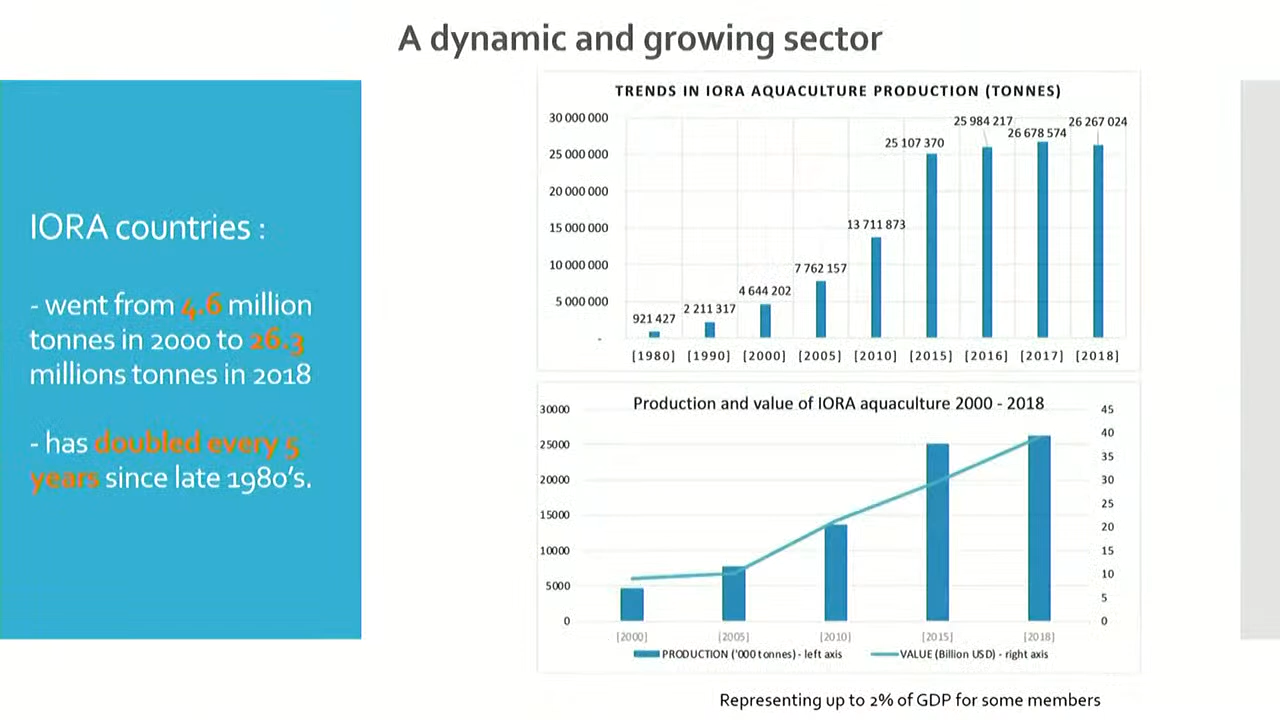 A dynamic and growing sector
IORA countries :
- went from 4.6 million
tonnes in 2000 to 26.3
millions tonnes in 2018
- has doubled every 5
years since late 1980's.
TRENDS IN IORA AQUACULTURE PRODUCTION (TONNES)
30 000 000
25 000 000
20 000 000
15 000 000
10 000 000
5 000 000
-
921 427
2 211 317
4 644 202
7 762 157
13 711 873
25 107 370
25 984 217
26 678 574
26 267 024
[1980] [1990] [2000] [2005] [2010] [2015] [2016] [2017] [2018]
Production and value of IORA aquaculture 2000 - 2018
30000
25000
20000
15000
10000
5000
0
45
40
35
30
25
20
15
10
5
0
[2000] [2005] [2010] [2015] [2018]
PRODUCTION ('000 tonnes) - left axis VALUE (Billion USD) - right axis
Representing up to 2% of GDP for some members